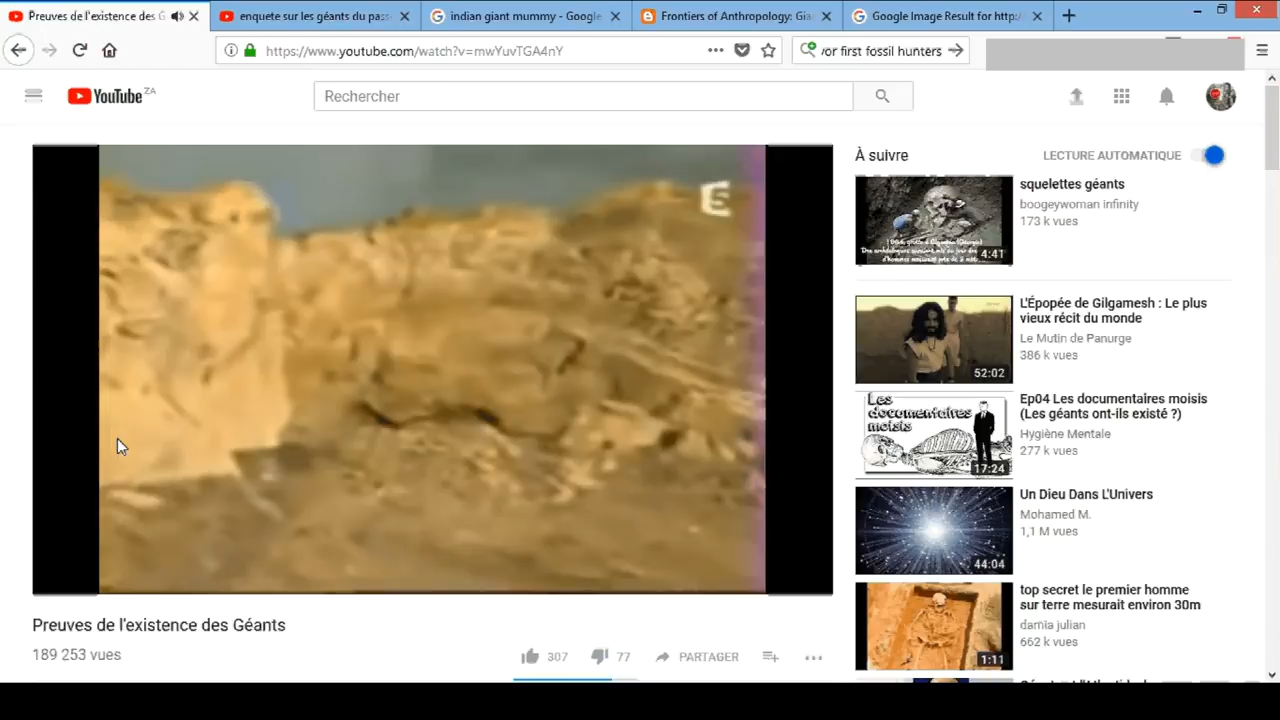 Preuves de l'existence des G
enquete sur les géants du pas
indian giant mummy - Google
Frontiers of Anthropology: Gia
Google Image Result for http:/
https://www.youtube.com/watch?v=mwYuvTGA4nY
or first fossil hunters
YouTube ZA
Rechercher
À suivre
LECTURE AUTOMATIQUE
squelettes géants
boogeywoman infinity
173 k vues
4:41
L'Épopée de Gilgamesh : Le plus
vieux récit du monde
Le Mutin de Panurge
386 k vues
52:02
Les
documentaires
moisis
17:24
Ep04 Les documentaires moisis
(Les géants ont-ils existé ?)
Hygiène Mentale
277 k vues
Un Dieu Dans L'Univers
Mohamed M.
1,1 M vues
44:04
top secret le premier homme
sur terre mesurait environ 30m
damia julian
662 k vues
1:11
Preuves de l'existence des Géants
189 253 vues
307
77
PARTAGER